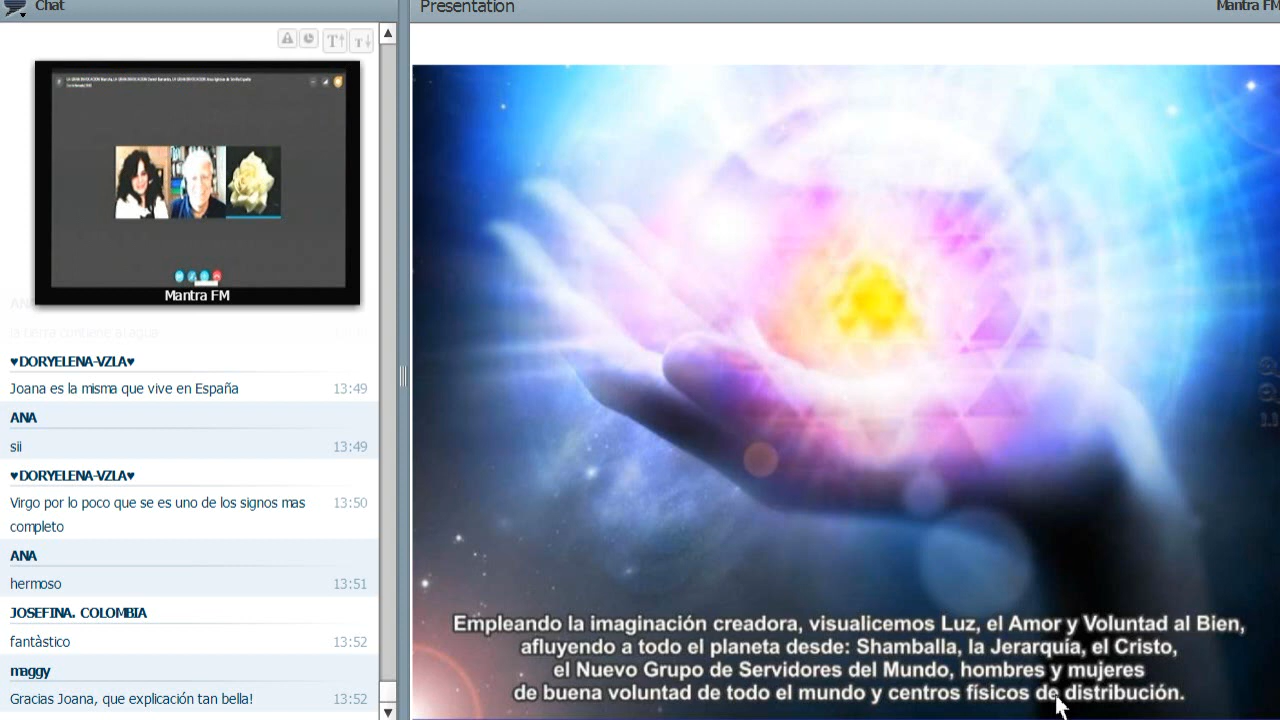 Chat
Mantra FM
la tierra contiene al agua
♥DORYELENA-VZLA♥
Joana es la misma que vive en España 13:49
ANA
sii 13:49
♥DORYELENA-VZLA♥
Virgo por lo poco que se es uno de los signos mas 13:50
completo
ANA
hermoso 13:51
JOSEFINA. COLOMBIA
fantàstico 13:52
maggy
Gracias Joana, que explicación tan bella! 13:52
Presentation
Mantra FM
Empleando la imaginación creadora, visualicemos Luz, el Amor y Voluntad al Bien,
afluyendo a todo el planeta desde: Shamballa, la Jerarquía, el Cristo,
el Nuevo Grupo de Servidores del Mundo, hombres y mujeres
de buena voluntad de todo el mundo y centros físicos de distribución.